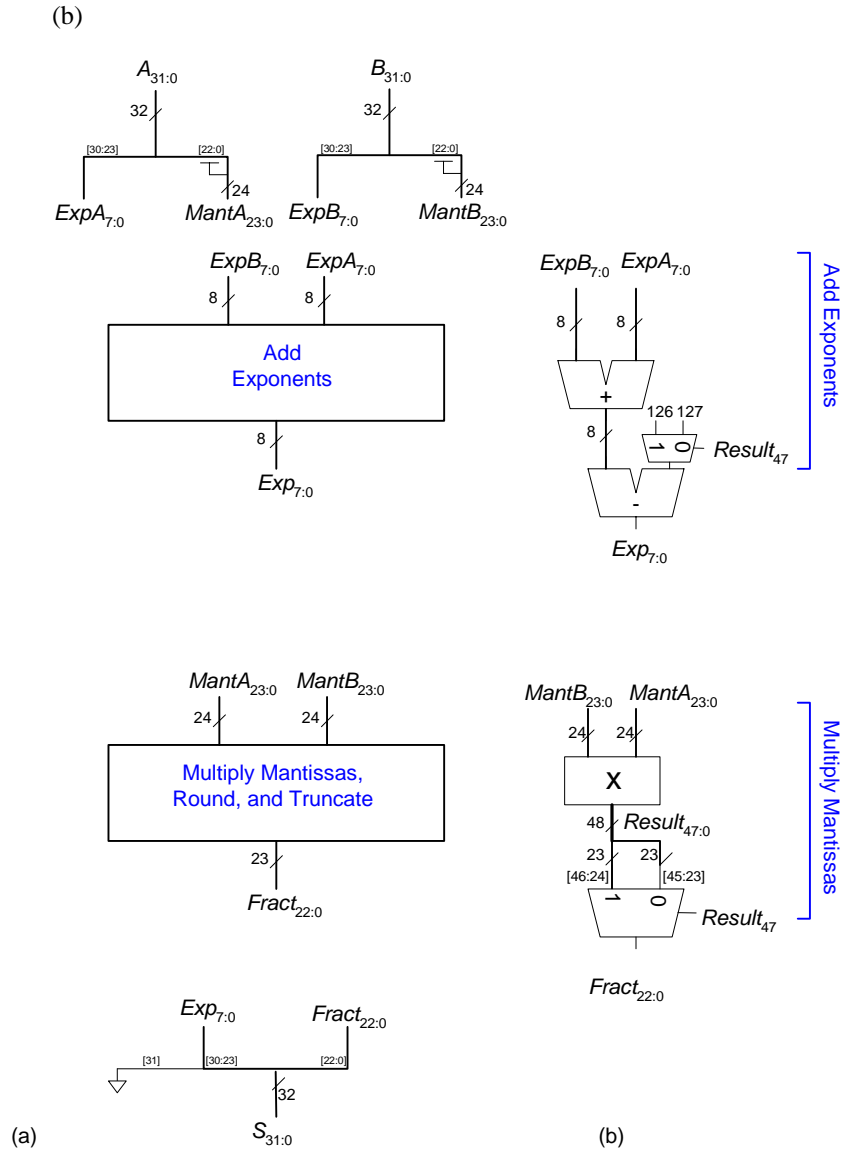 (b)
A31:0 B31:0
32 32
[30:23] [22:0] [30:23] [22:0]
24 24
ExpA7:0 MantA23:0 ExpB7:0 MantB23:0
ExpB7:0 ExpA7:0
8 8
Add
Exponents
8
Exp7:0
ExpB7:0 ExpA7:0
8 8
+
8
126 127
1 0
Result47
-
Exp7:0
Add Exponents
MantA23:0 MantB23:0
24 24
Multiply Mantissas,
Round, and Truncate
23
Fract22:0
MantB23:0 MantA23:0
24 24
X
48 Result47:0
23 23
[46:24] [45:23]
1 0
Result47
Fract22:0
Multiply Mantissas
Exp7:0 Fract22:0
[31] [30:23] [22:0]
32
S31:0
(a) (b)